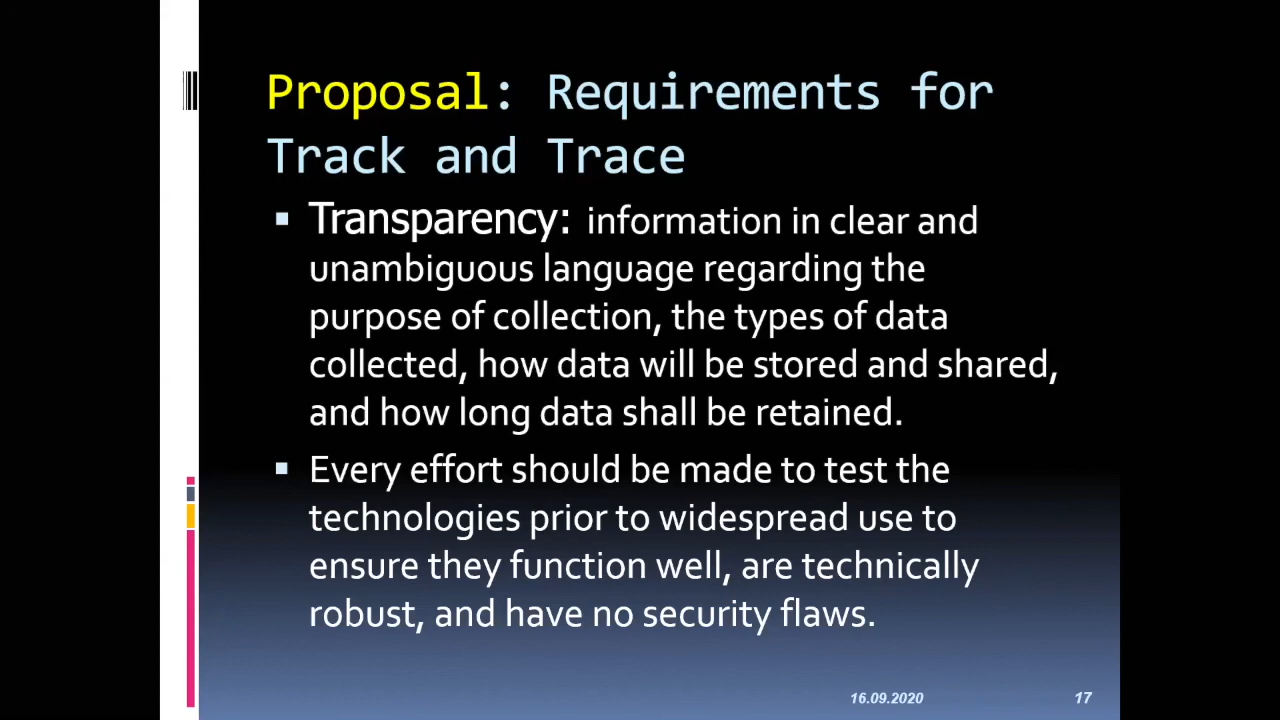 Proposal: Requirements for
Track and Trace
▪ Transparency: information in clear and
unambiguous language regarding the
purpose of collection, the types of data
collected, how data will be stored and shared,
and how long data shall be retained.
▪ Every effort should be made to test the
technologies prior to widespread use to
ensure they function well, are technically
robust, and have no security flaws.
16.09.2020 17